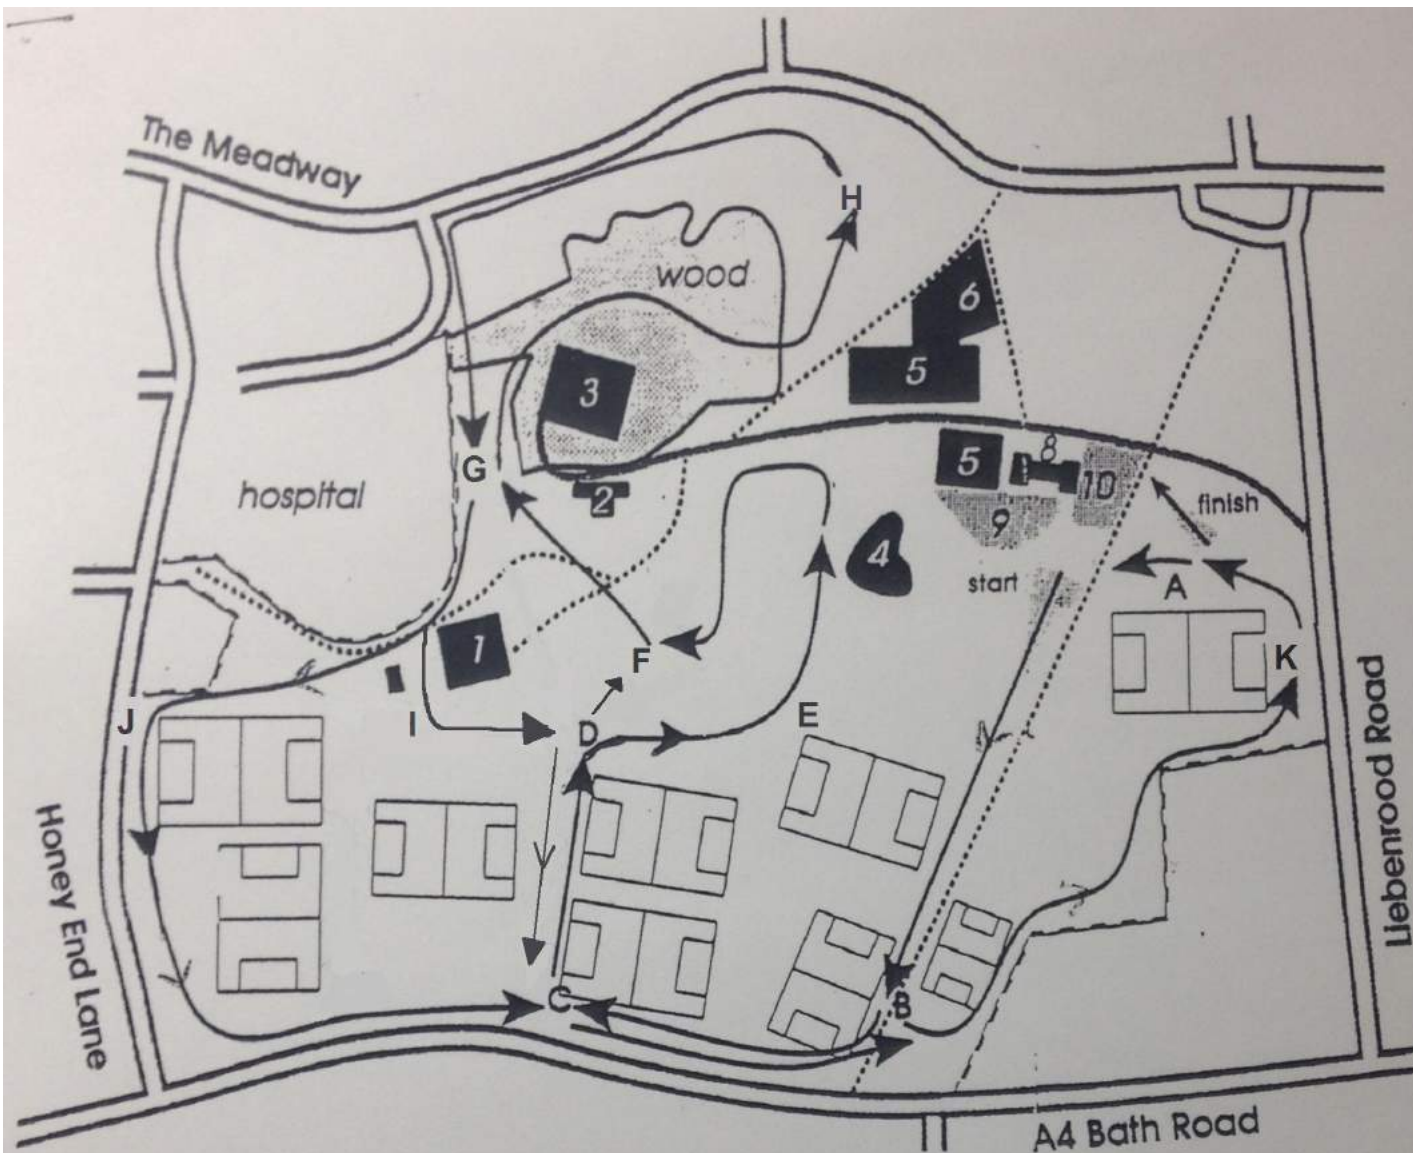 The Meadway
H
wood
6
5
3
G
5
8
hospital
2
10
finish
9
4
start
A
1
F
K
J
I
D
E
Honey End Lane
Liebenrood Road
C
B
A4 Bath Road